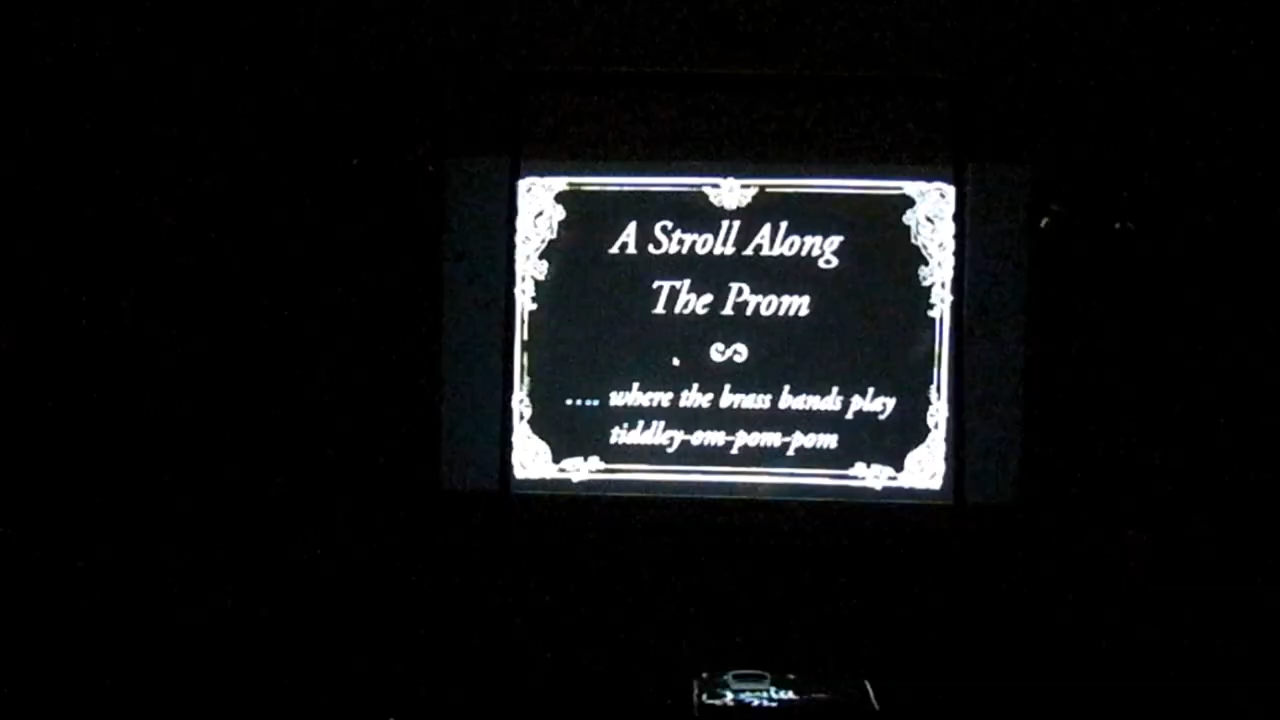 A Stroll Along
The Prom
.... where the brass bands play
tiddley-om-pom-pom